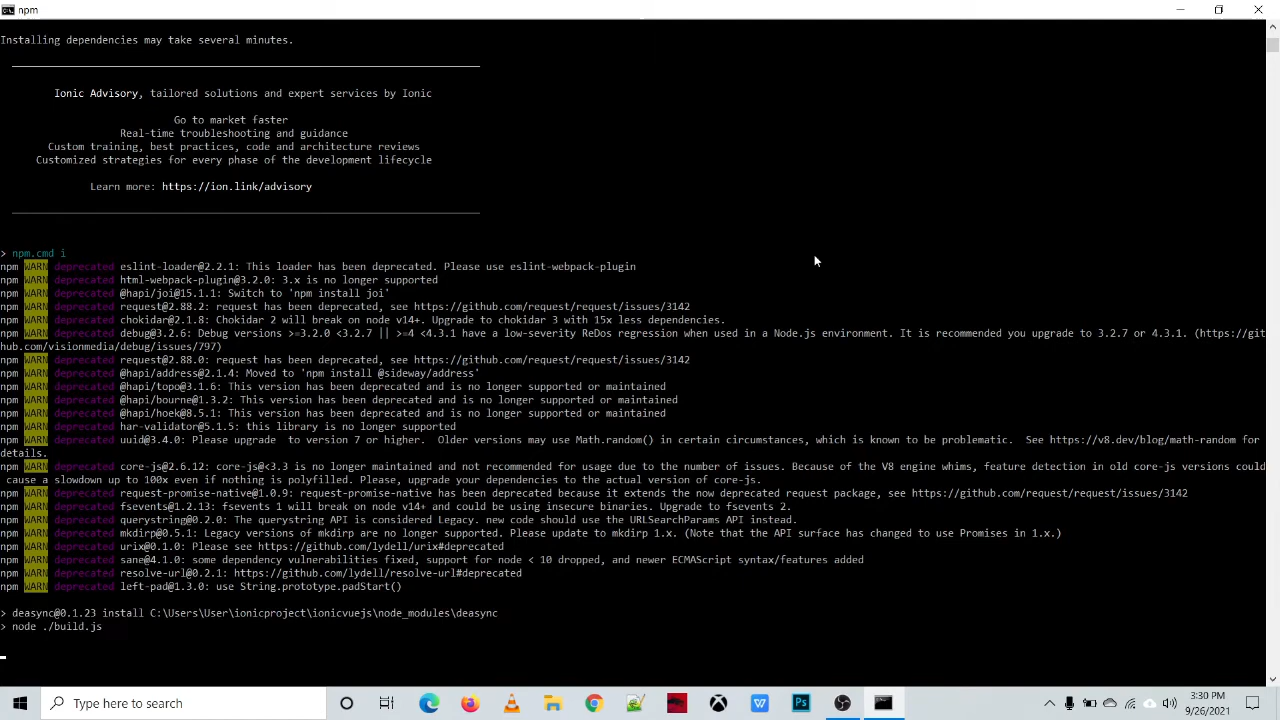 npm
Installing dependencies may take several minutes.
Ionic Advisory, tailored solutions and expert services by Ionic
Go to market faster
Real-time troubleshooting and guidance
Custom training, best practices, code and architecture reviews
Customized strategies for every phase of the development lifecycle
Learn more: https://ion.link/advisory
> npm.cmd i
npm WARN deprecated eslint-loader@2.2.1: This loader has been deprecated. Please use eslint-webpack-plugin
npm WARN deprecated html-webpack-plugin@3.2.0: 3.x is no longer supported
npm WARN deprecated @hapi/joi@15.1.1: Switch to 'npm install joi'
npm WARN deprecated request@2.88.2: request has been deprecated, see https://github.com/request/request/issues/3142
npm WARN deprecated chokidar@2.1.8: Chokidar 2 will break on node v14+. Upgrade to chokidar 3 with 15x less dependencies.
npm WARN deprecated debug@3.2.6: Debug versions >=3.2.0 <3.2.7 || >=4 <4.3.1 have a low-severity ReDos regression when used in a Node.js environment. It is recommended you upgrade to 3.2.7 or 4.3.1. (https://git
hub.com/visionmedia/debug/issues/797)
npm WARN deprecated request@2.88.0: request has been deprecated, see https://github.com/request/request/issues/3142
npm WARN deprecated @hapi/address@2.1.4: Moved to 'npm install @sideway/address'
npm WARN deprecated @hapi/topo@3.1.6: This version has been deprecated and is no longer supported or maintained
npm WARN deprecated @hapi/bourne@1.3.2: This version has been deprecated and is no longer supported or maintained
npm WARN deprecated @hapi/hoek@8.5.1: This version has been deprecated and is no longer supported or maintained
npm WARN deprecated har-validator@5.1.5: this library is no longer supported
npm WARN deprecated uuid@3.4.0: Please upgrade  to version 7 or higher.  Older versions may use Math.random() in certain circumstances, which is known to be problematic.  See https://v8.dev/blog/math-random for
details.
npm WARN deprecated core-js@2.6.12: core-js@<3.3 is no longer maintained and not recommended for usage due to the number of issues. Because of the V8 engine whims, feature detection in old core-js versions could
cause a slowdown up to 100x even if nothing is polyfilled. Please, upgrade your dependencies to the actual version of core-js.
npm WARN deprecated request-promise-native@1.0.9: request-promise-native has been deprecated because it extends the now deprecated request package, see https://github.com/request/request/issues/3142
npm WARN deprecated fsevents@1.2.13: fsevents 1 will break on node v14+ and could be using insecure binaries. Upgrade to fsevents 2.
npm WARN deprecated querystring@0.2.0: The querystring API is considered Legacy. new code should use the URLSearchParams API instead.
npm WARN deprecated mkdirp@0.5.1: Legacy versions of mkdirp are no longer supported. Please update to mkdirp 1.x. (Note that the API surface has changed to use Promises in 1.x.)
npm WARN deprecated urix@0.1.0: Please see https://github.com/lydell/urix#deprecated
npm WARN deprecated sane@4.1.0: some dependency vulnerabilities fixed, support for node < 10 dropped, and newer ECMAScript syntax/features added
npm WARN deprecated resolve-url@0.2.1: https://github.com/lydell/resolve-url#deprecated
npm WARN deprecated left-pad@1.3.0: use String.prototype.padStart()
> deasync@0.1.23 install C:\Users\User\ionicproject\ionicvuejs\node_modules\deasync
> node ./build.js
Type here to search
Ps
3:30 PM
9/26/2021